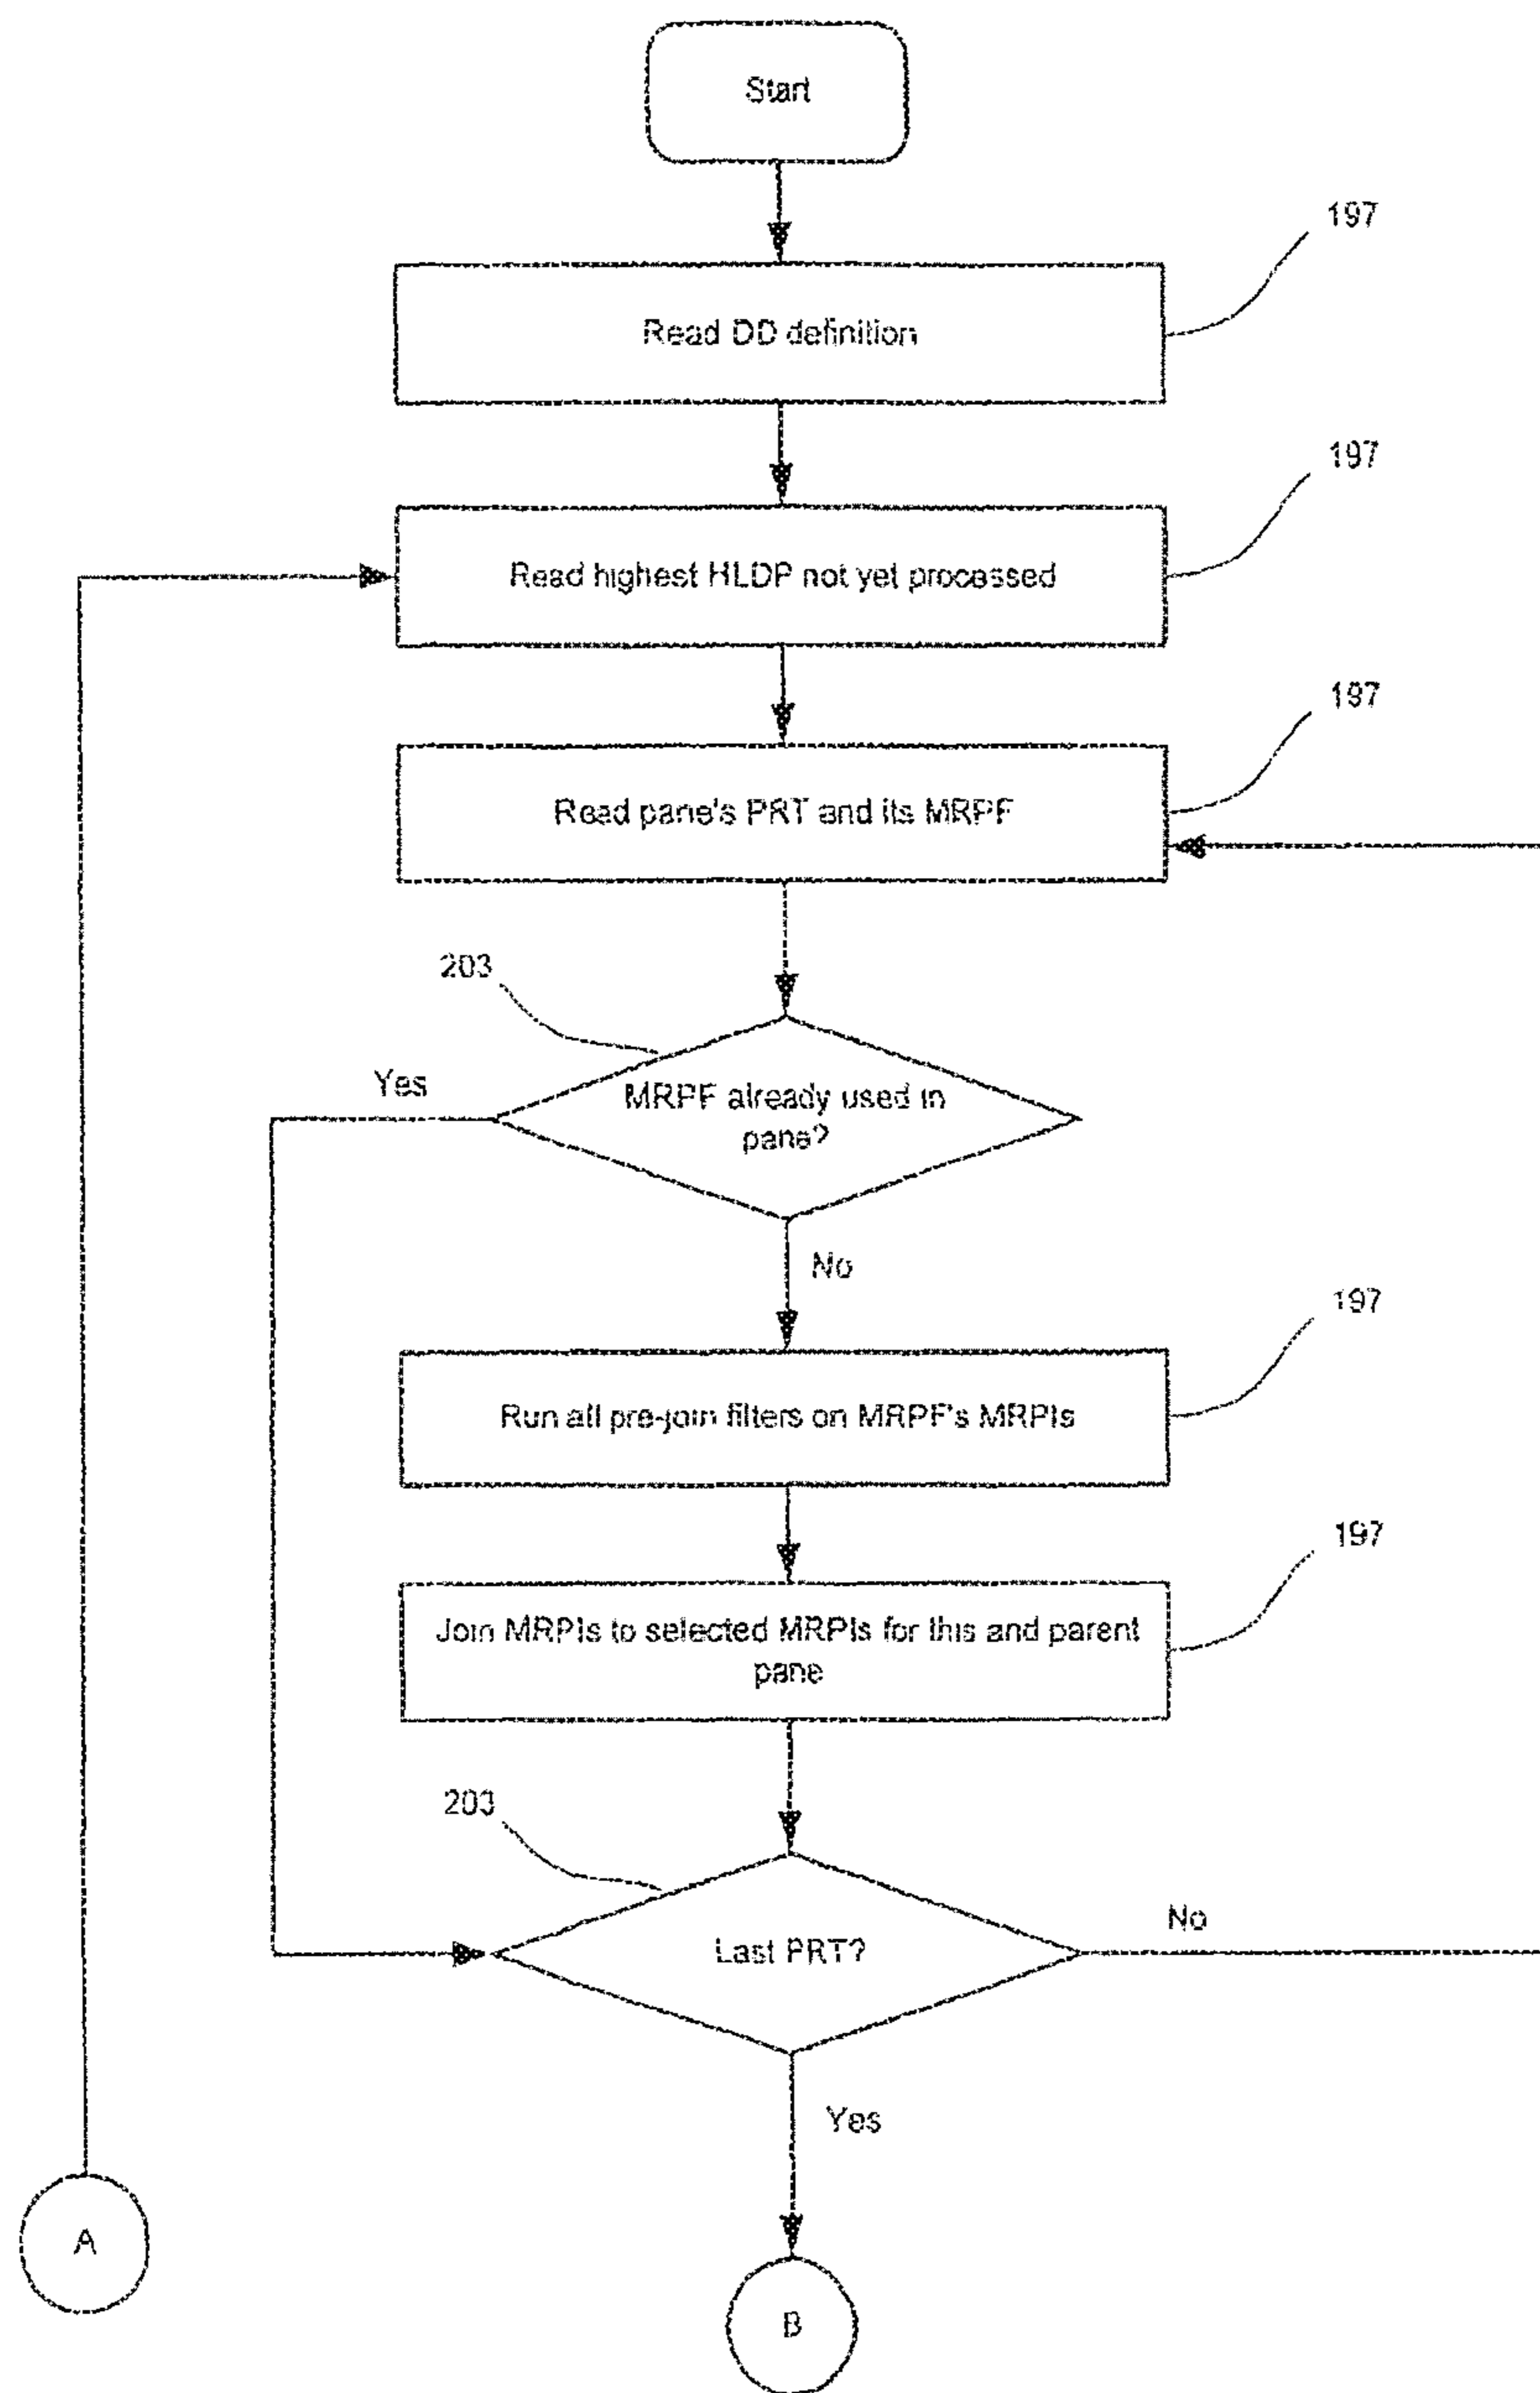 Start
197
Read DD definition
197
Read highest HLDP not yet processed
197
Read pane's PRT and its MRPF
203
Yes
MRPF already used in
pane?
No
197
Run all pre-join filters on MRPF's MRPIs
197
Join MRPIs to selected MRPIs for this and parent
pane
203
No
Last PRT?
Yes
A
B